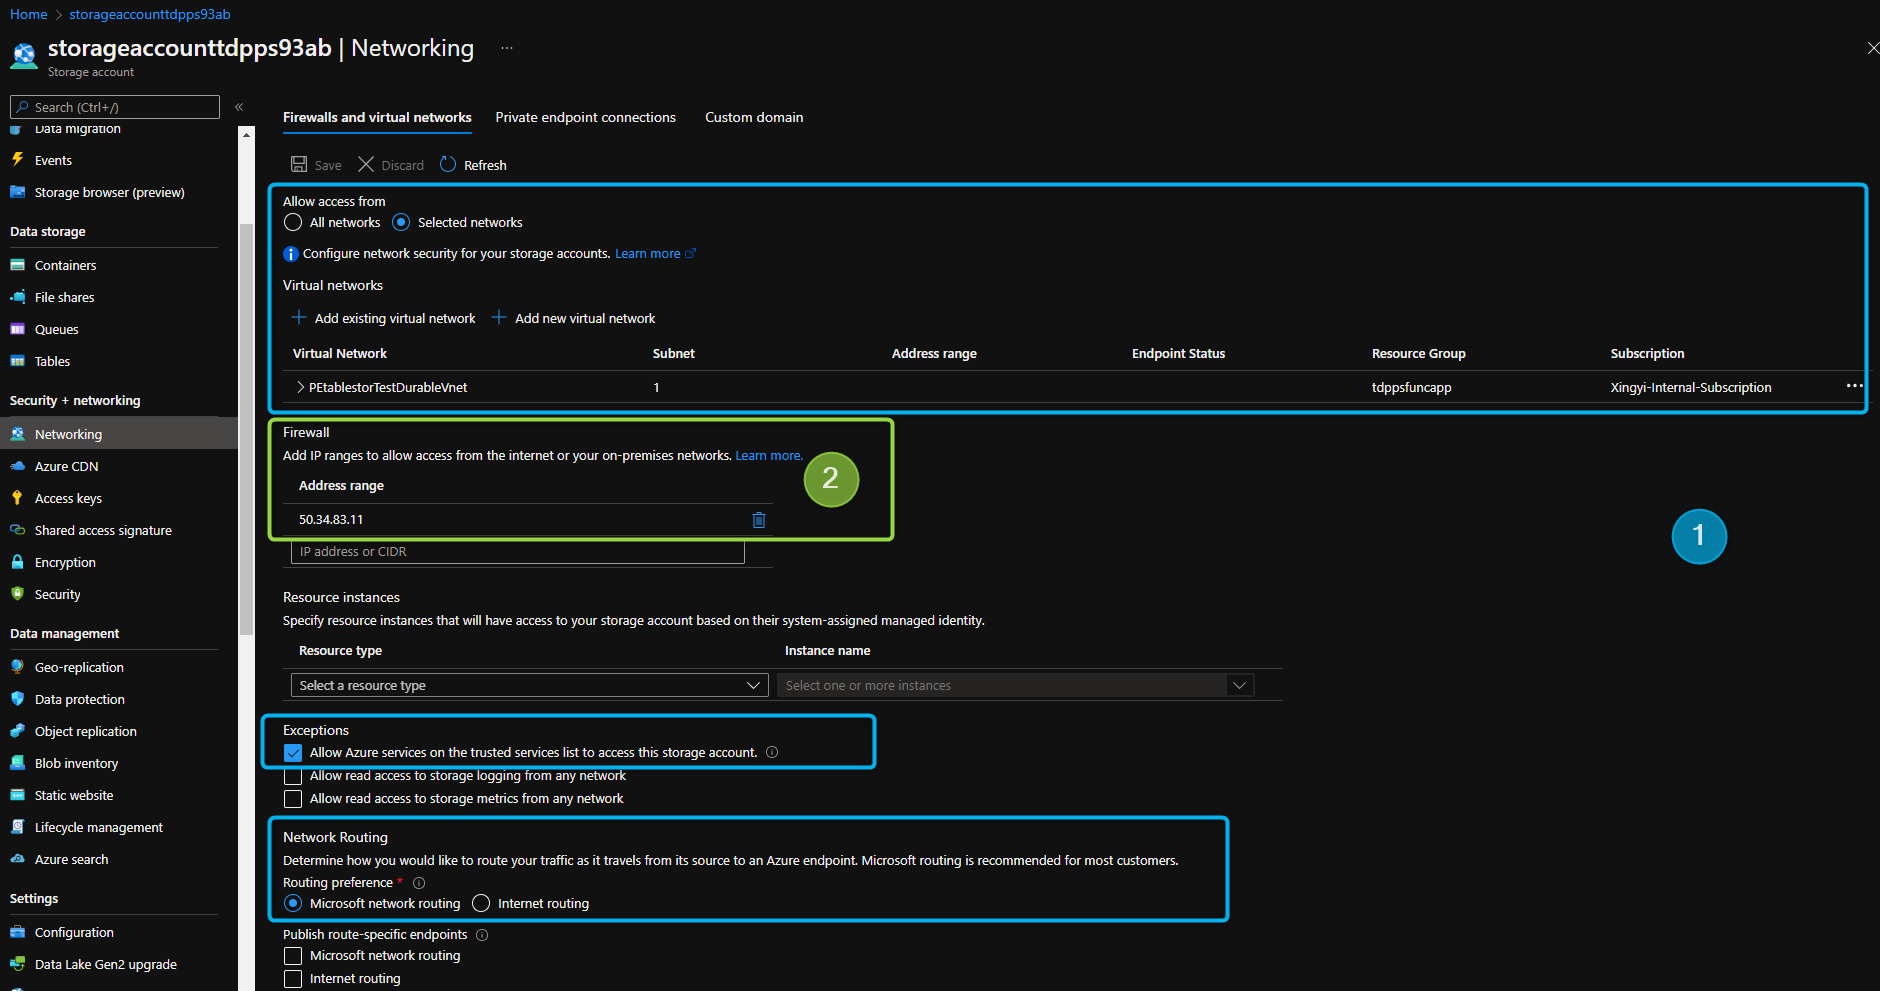 Home > storageaccounttdpps93ab
storageaccounttdpps93ab | Networking ...
Storage account
Search (Ctrl+/)
«
Data migration
Events
Storage browser (preview)
Data storage
Containers
File shares
Queues
Tables
Security + networking
Networking
Azure CDN
Access keys
Shared access signature
Encryption
Security
Data management
Geo-replication
Data protection
Object replication
Blob inventory
Static website
Lifecycle management
Azure search
Settings
Configuration
Data Lake Gen2 upgrade
Firewalls and virtual networks Private endpoint connections Custom domain
Save Discard Refresh
Allow access from
All networks Selected networks
Configure network security for your storage accounts. Learn more
Virtual networks
Add existing virtual network Add new virtual network
Virtual Network Subnet Address range Endpoint Status Resource Group Subscription
PEtablestorTestDurableVnet 1 tdppsfuncapp Xingyi-Internal-Subscription ...
Firewall
Add IP ranges to allow access from the internet or your on-premises networks. Learn more.
Address range
2
50.34.83.11
IP address or CIDR
1
Resource instances
Specify resource instances that will have access to your storage account based on their system-assigned managed identity.
Resource type Instance name
Select a resource type Select one or more instances
Exceptions
Allow Azure services on the trusted services list to access this storage account.
Allow read access to storage logging from any network
Allow read access to storage metrics from any network
Network Routing
Determine how you would like to route your traffic as it travels from its source to an Azure endpoint. Microsoft routing is recommended for most customers.
Routing preference *
Microsoft network routing Internet routing
Publish route-specific endpoints
Microsoft network routing
Internet routing